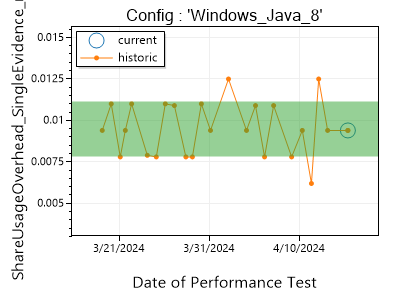 Config : 'Windows_Java_8'
current
historic
0.015
0.0125
0.01
0.0075
0.005
ShareUsageOverhead_SingleEvidence_
3/21/2024
3/31/2024
4/10/2024
Date of Performance Test